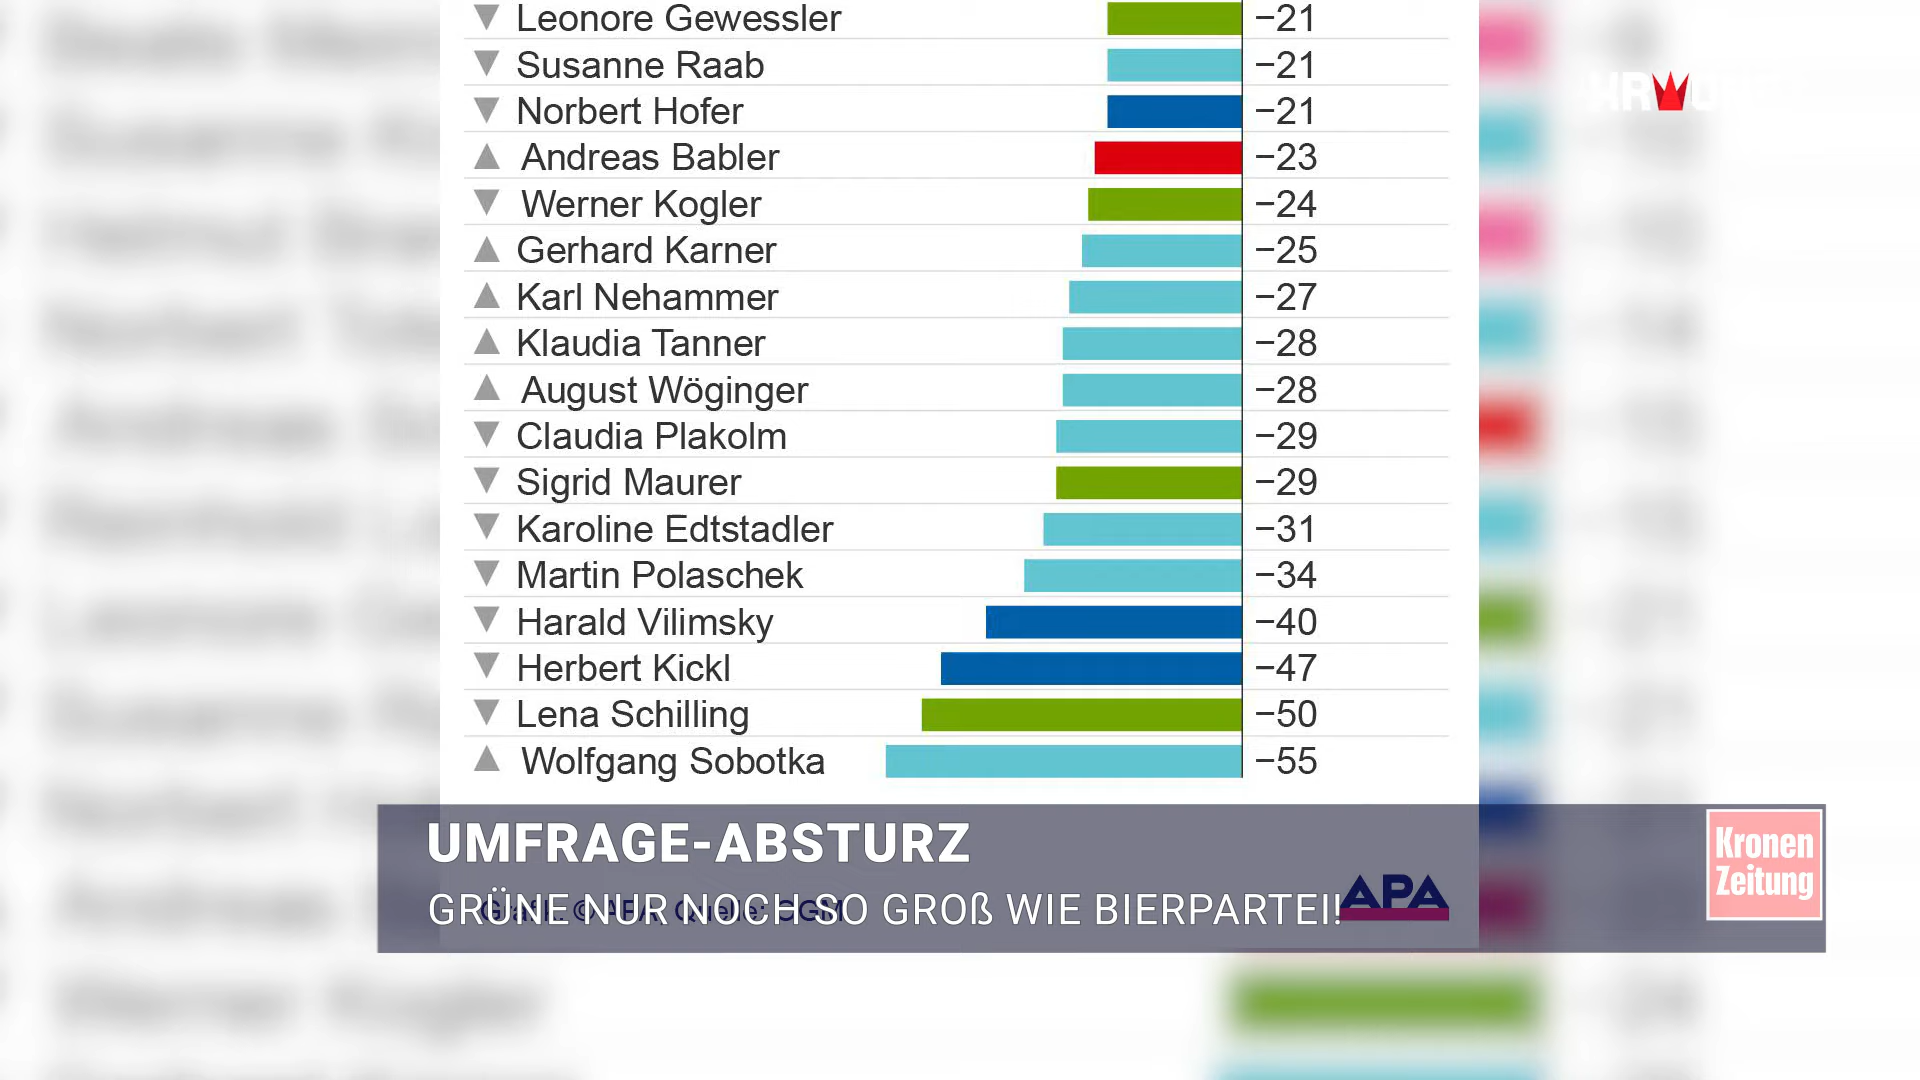 Leonore Gewessler −21
Susanne Raab −21
Norbert Hofer −21
Andreas Babler −23
Werner Kogler −24
Gerhard Karner −25
Karl Nehammer −27
Klaudia Tanner −28
August Wöginger −28
Claudia Plakolm −29
Sigrid Maurer −29
Karoline Edtstadler −31
Martin Polaschek −34
Harald Vilimsky −40
Herbert Kickl −47
Lena Schilling −50
Wolfgang Sobotka −55
UMFRAGE-ABSTURZ
GRÜNE NUR NOCH SO GROß WIE BIERPARTEI!
APA
Kronen
Zeitung